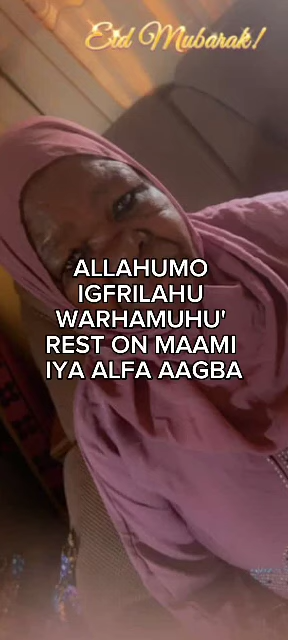 Eid Mubarak!
ALLAHUMO
IGFRILAHU
WARHAMUHU'
REST ON MAAMI
IYA ALFA AAGBA